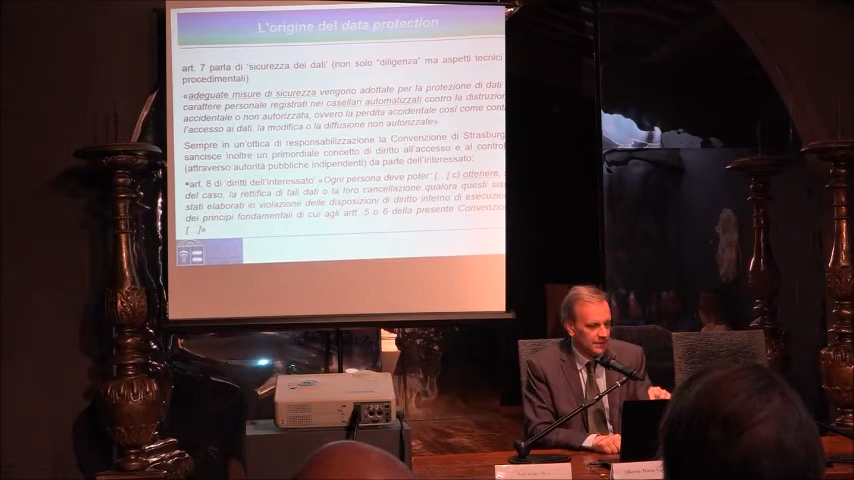 L'origine del data protection
art. 7 parla di 'sicurezza dei dati' (non solo "diligenza" ma aspetti tecnici
procedimentali)
«adeguate misure di sicurezza vengono adottate per la protezione di dati
carattere personale registrati nei casellari automatizzati contro la distruzion
accidentale o non autorizzata, ovvero la perdita accidentale così come contr
l'accesso ai dati, la modifica o la diffusione non autorizzate»
Sempre in un'ottica di responsabilizzazione la Convenzione di Strasburg
sancisce inoltre un primordiale concetto di diritto all'accesso e al control
(attraverso autorità pubbliche indipendenti) da parte dell'interessato:
•art. 8 di 'diritti dell'interessato' «Ogni persona deve poter: [...] c) ottenere,
del caso, la rettifica di tali dati o la loro cancellazione qualora questi sian
stati elaborati in violazione delle disposizioni di diritto interno di esecuzion
dei principi fondamentali di cui agli artt. 5 o 6 della presente Convenzion
[...]»